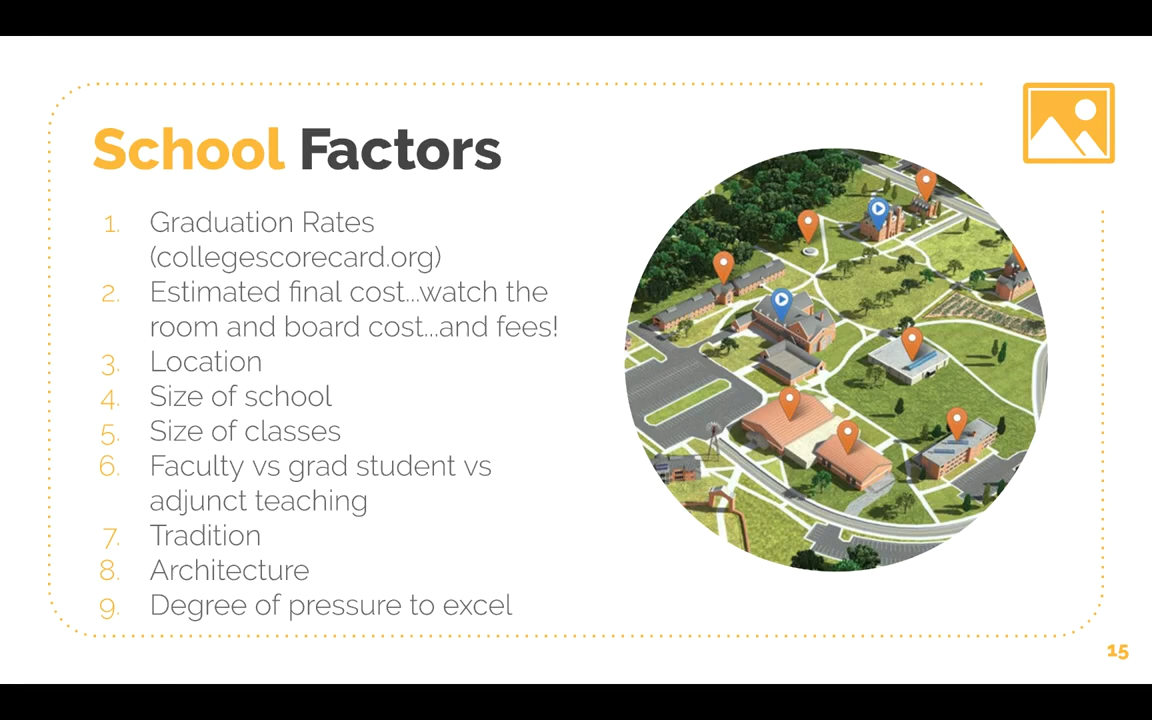 School Factors
1. Graduation Rates
(collegescorecard.org)
2. Estimated final cost...watch the
room and board cost...and fees!
3. Location
4. Size of school
5. Size of classes
6. Faculty vs grad student vs
adjunct teaching
7. Tradition
8. Architecture
9. Degree of pressure to excel
15